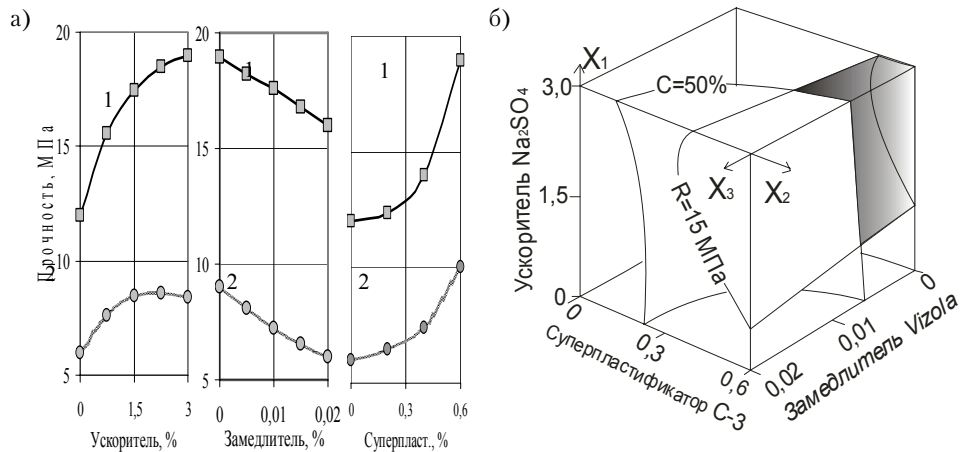 а)
20
15
10
5
Прочность, МПа
1
2
0
1,5
3
Ускоритель, %
20
15
10
5
1
2
0
0,01
0,02
Замедлитель, %
1
2
0
0,3
0,6
Суперпласт., %
б)
X1
3,0
C=50%
X3
X2
R=15 МПа
Ускоритель Na2SO4
1,5
0
0
0,3
0,6
Суперпластификатор С-3
0,02
0,01
0
Замедлитель Vizola